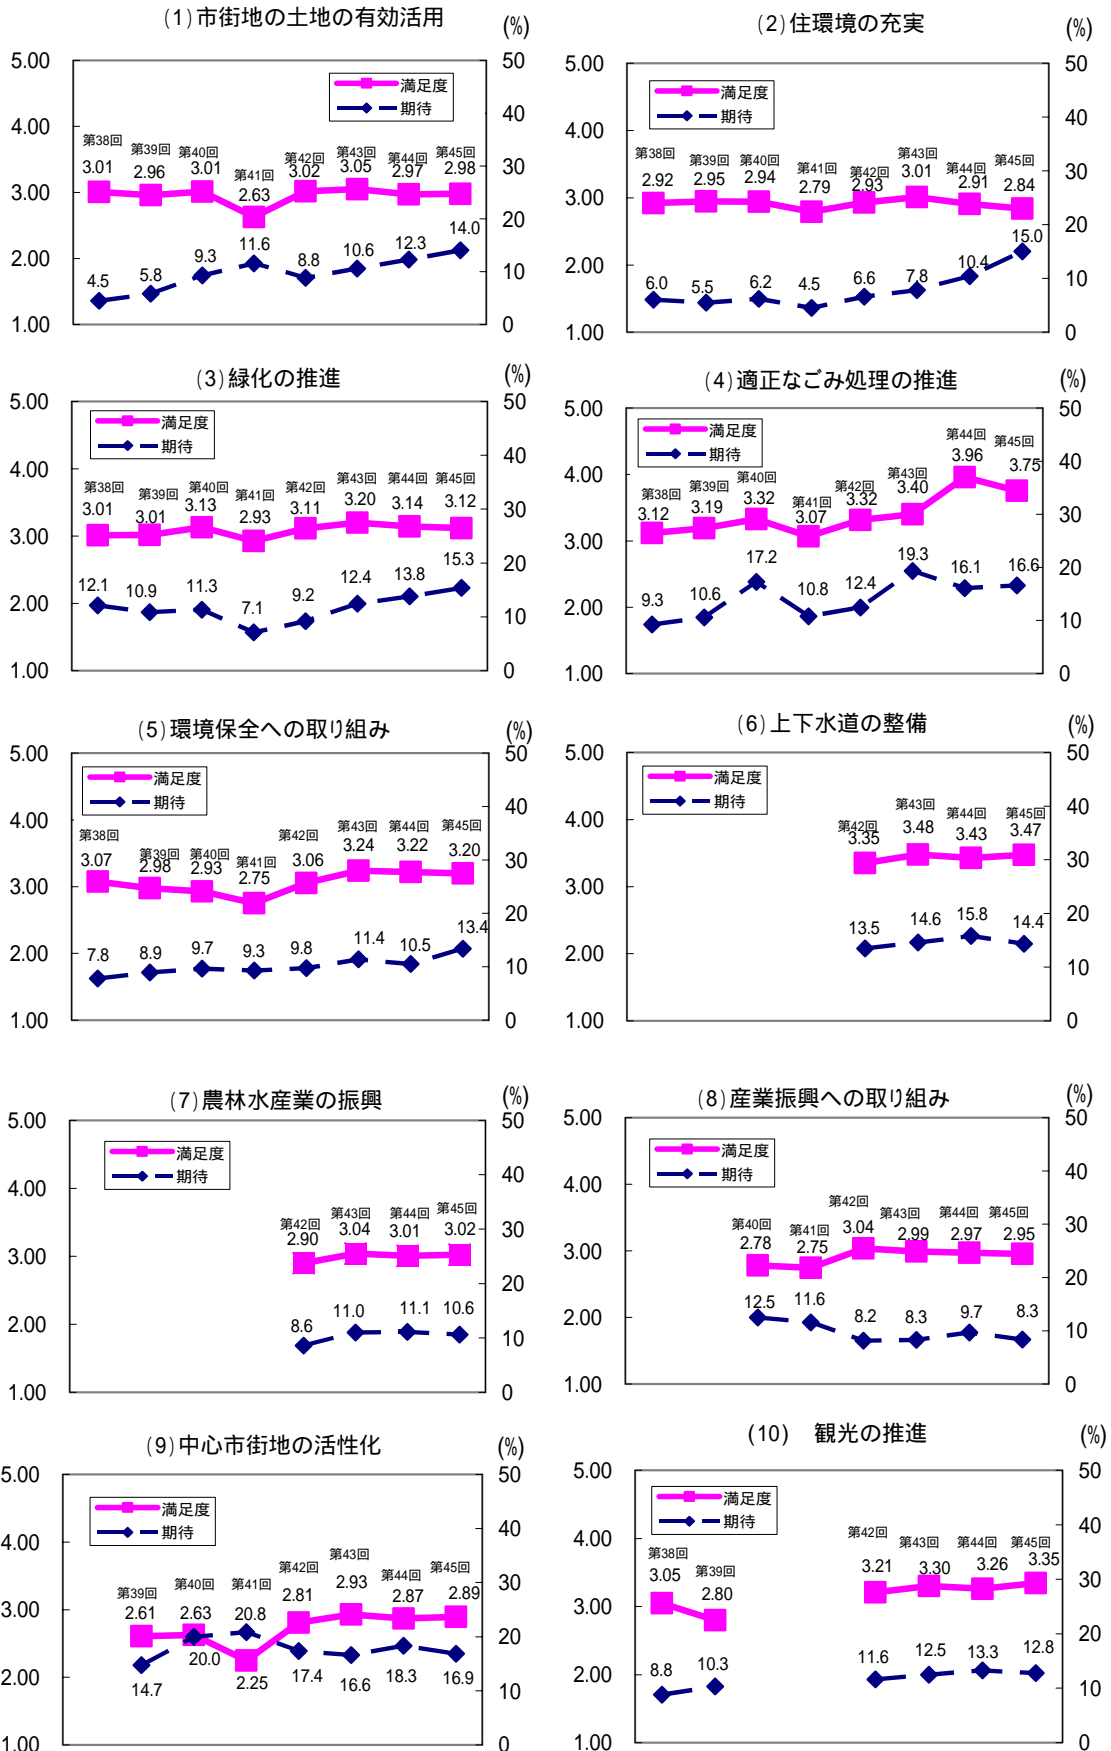 (1)市街地の土地の有効活用
(%)
5.00 50
満足度
期待
4.00 40
第38回 第39回 第40回 第41回 第42回 第43回 第44回 第45回
3.01 2.96 3.01 2.63 3.02 3.05 2.97 2.98
3.00 30
20
4.5 5.8 9.3 11.6 8.8 10.6 12.3 14.0
2.00 10
1.00 0
(2)住環境の充実
(%)
5.00 50
満足度
期待
4.00 40
第38回 第39回 第40回 第41回 第42回 第43回 第44回 第45回
2.92 2.95 2.94 2.79 2.93 3.01 2.91 2.84
3.00 30
20
6.0 5.5 6.2 4.5 6.6 7.8 10.4 15.0
2.00 10
1.00 0
(3)緑化の推進
(%)
5.00 50
満足度
期待
4.00 40
第38回 第39回 第40回 第41回 第42回 第43回 第44回 第45回
3.01 3.01 3.13 2.93 3.11 3.20 3.14 3.12
3.00 30
20
12.1 10.9 11.3 7.1 9.2 12.4 13.8 15.3
2.00 10
1.00 0
(4)適正なごみ処理の推進
(%)
5.00 50
満足度
期待
4.00 40
第38回 第39回 第40回 第41回 第42回 第43回 第44回 第45回
3.12 3.19 3.32 3.07 3.32 3.40 3.96 3.75
3.00 30
20
9.3 10.6 17.2 10.8 12.4 19.3 16.1 16.6
2.00 10
1.00 0
(5)環境保全への取り組み
(%)
5.00 50
満足度
期待
4.00 40
第38回 第39回 第40回 第41回 第42回 第43回 第44回 第45回
3.07 2.98 2.93 2.75 3.06 3.24 3.22 3.20
3.00 30
20
7.8 8.9 9.7 9.3 9.8 11.4 10.5 13.4
2.00 10
1.00 0
(6)上下水道の整備
(%)
5.00 50
満足度
期待
4.00 40
第42回 第43回 第44回 第45回
3.35 3.48 3.43 3.47
3.00 30
20
13.5 14.6 15.8 14.4
2.00 10
1.00 0
(7)農林水産業の振興
(%)
5.00 50
満足度
期待
4.00 40
第42回 第43回 第44回 第45回
2.90 3.04 3.01 3.02
3.00 30
20
8.6 11.0 11.1 10.6
2.00 10
1.00 0
(8)産業振興への取り組み
(%)
5.00 50
満足度
期待
4.00 40
第40回 第41回 第42回 第43回 第44回 第45回
2.78 2.75 3.04 2.99 2.97 2.95
3.00 30
20
12.5 11.6 8.2 8.3 9.7 8.3
2.00 10
1.00 0
(9)中心市街地の活性化
(%)
5.00 50
満足度
期待
4.00 40
第39回 第40回 第41回 第42回 第43回 第44回 第45回
2.61 2.63 20.8 2.81 2.93 2.87 2.89
3.00 30
20
14.7 20.0 2.25 17.4 16.6 18.3 16.9
2.00 10
1.00 0
(10) 観光の推進
(%)
5.00 50
満足度
期待
4.00 40
第38回 第39回 第42回 第43回 第44回 第45回
3.05 2.80 3.21 3.30 3.26 3.35
3.00 30
20
8.8 10.3 11.6 12.5 13.3 12.8
2.00 10
1.00 0